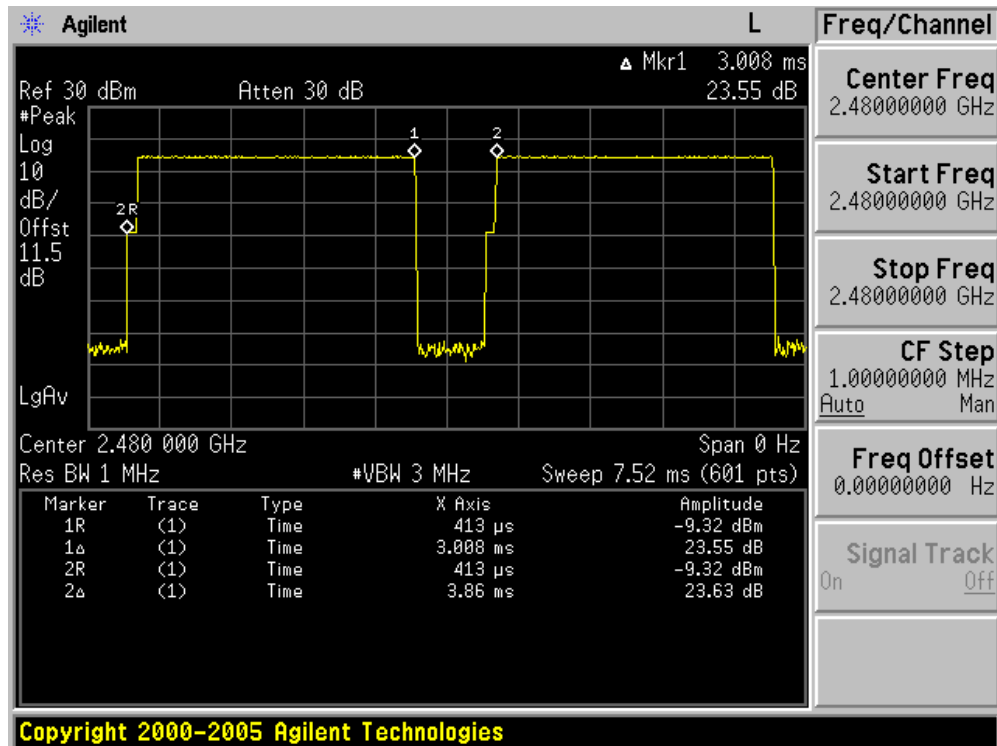 Agilent L Freq/Channel
Δ Mkr1 3.008 ms
Ref 30 dBm Atten 30 dB 23.55 dB
#Peak
Log
10
dB/
Offst
11.5
dB
1 2
2R
LgAv
Center 2.480 000 GHz Span 0 Hz
Res BW 1 MHz #VBW 3 MHz Sweep 7.52 ms (601 pts)
Marker Trace Type X Axis Amplitude
1R (1) Time 413 µs -9.32 dBm
1Δ (1) Time 3.008 ms 23.55 dB
2R (1) Time 413 µs -9.32 dBm
2Δ (1) Time 3.86 ms 23.63 dB
Center Freq
2.48000000 GHz
Start Freq
2.48000000 GHz
Stop Freq
2.48000000 GHz
CF Step
1.00000000 MHz
Auto Man
Freq Offset
0.00000000 Hz
Signal Track
On Off
Copyright 2000-2005 Agilent Technologies